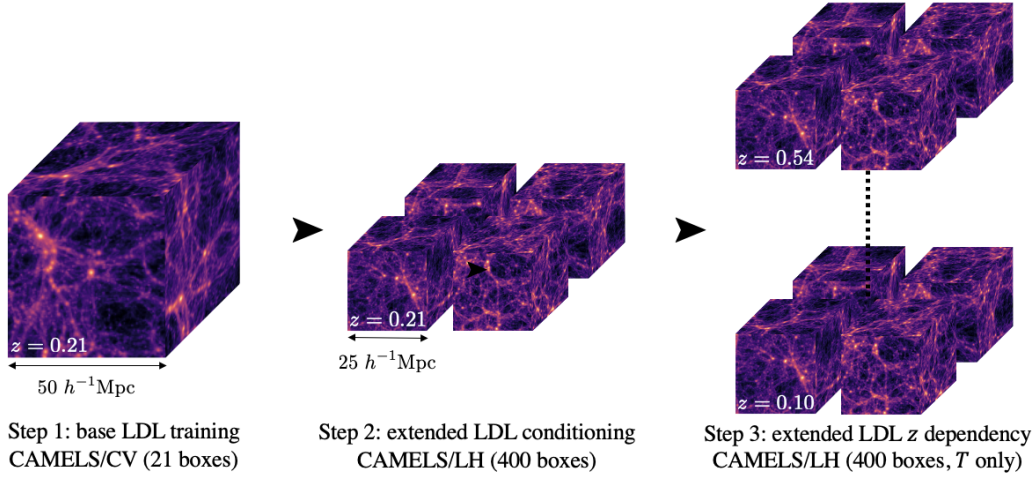 z = 0.21
50 h⁻¹Mpc
Step 1: base LDL training
CAMELS/CV (21 boxes)
z = 0.21
25 h⁻¹Mpc
Step 2: extended LDL conditioning
CAMELS/LH (400 boxes)
z = 0.54
z = 0.10
Step 3: extended LDL z dependency
CAMELS/LH (400 boxes, T only)